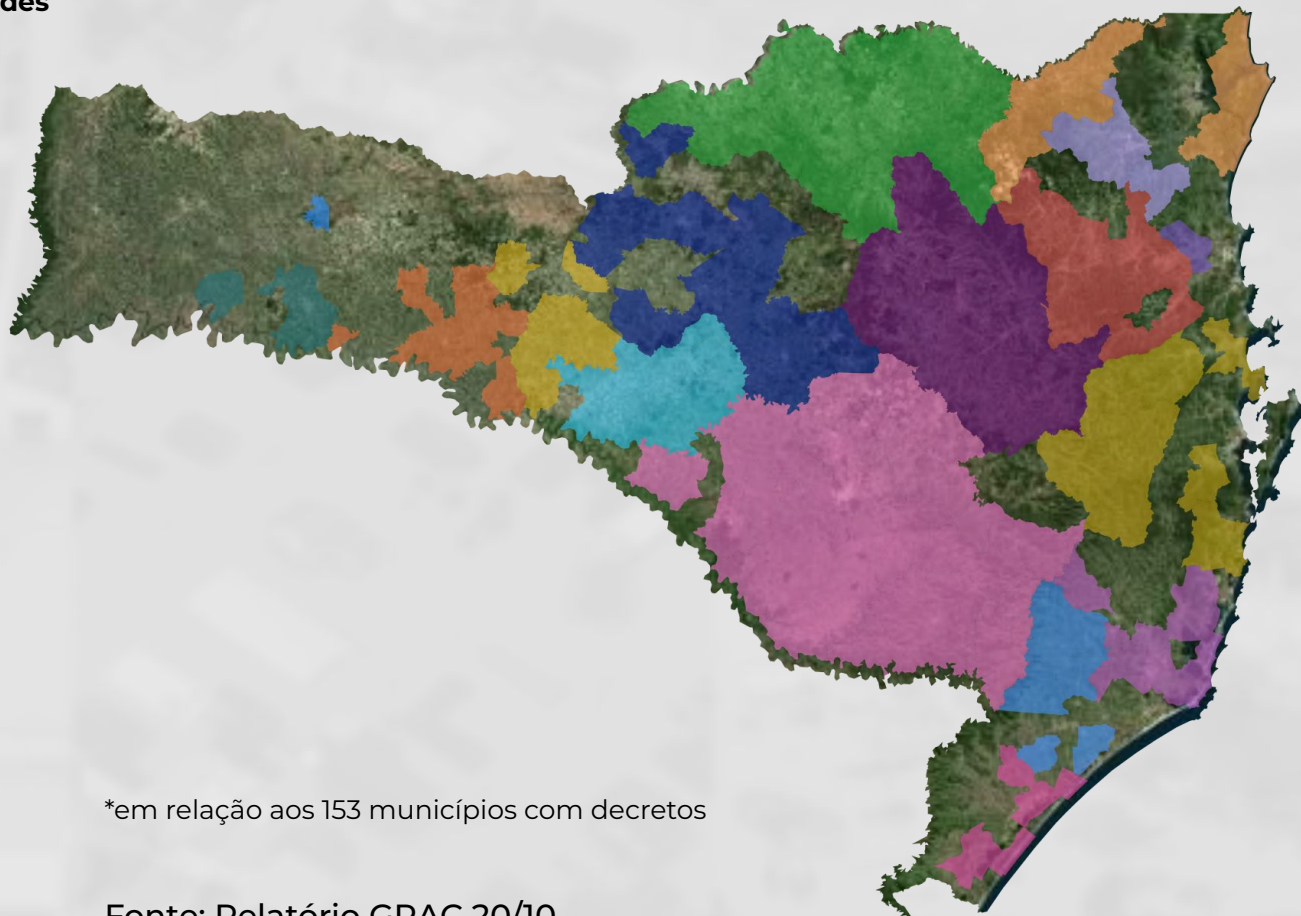 des
*em relação aos 153 municípios com decretos
Fonte: Relatório GRAC 20/10